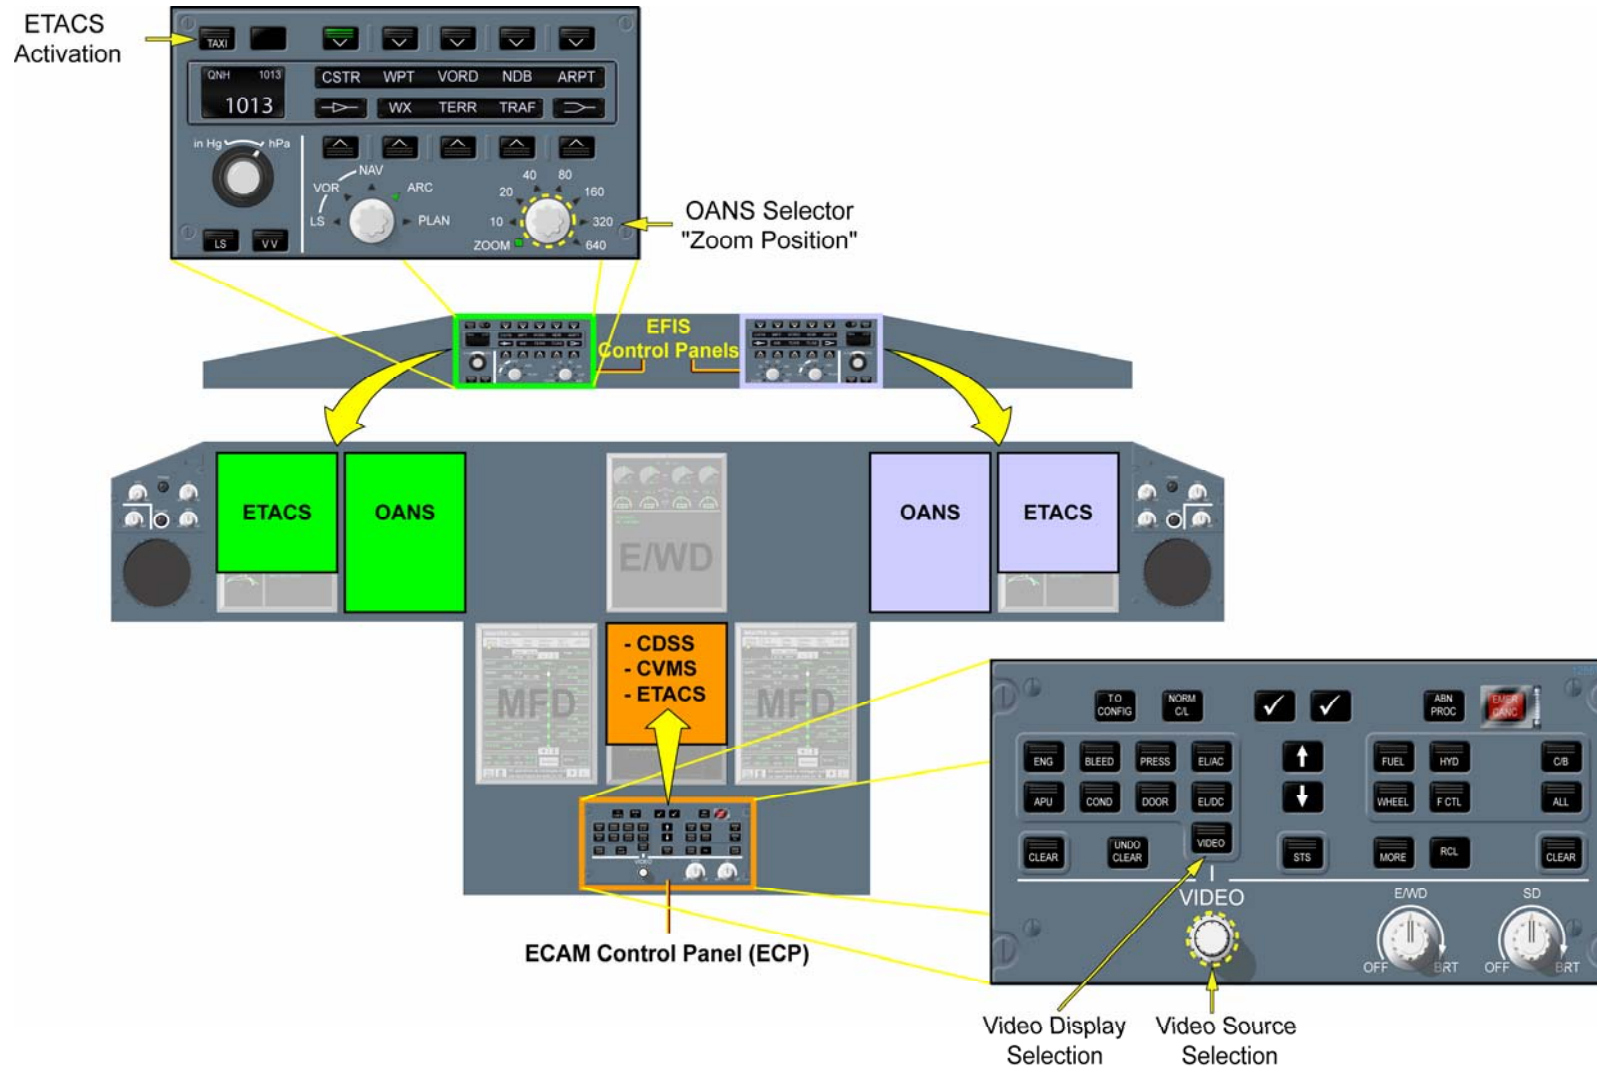 ETACS
Activation
TAXI
QNH 1013
1013
CSTR WPT VORD NDB ARPT
WX TERR TRAF
in Hg hPa
LS VV
LS VOR NAV ARC PLAN
ZOOM 10 20 40 80 160 320 640
OANS Selector
"Zoom Position"
EFIS
Control Panels
ETACS
OANS
E/WD
OANS
ETACS
MFD
- CDSS
- CVMS
- ETACS
MFD
VIDEO
ECAM Control Panel (ECP)
T.O
CONFIG
NORM
C/L
ABN
PROC
EMER
CANC
ENG BLEED PRESS EL/AC FUEL HYD C/B
APU COND DOOR EL/DC WHEEL F CTL ALL
CLEAR
UNDO
CLEAR
VIDEO
STS
MORE RCL CLEAR
VIDEO
E/WD
OFF BRT
SD
OFF BRT
Video Display
Selection
Video Source
Selection